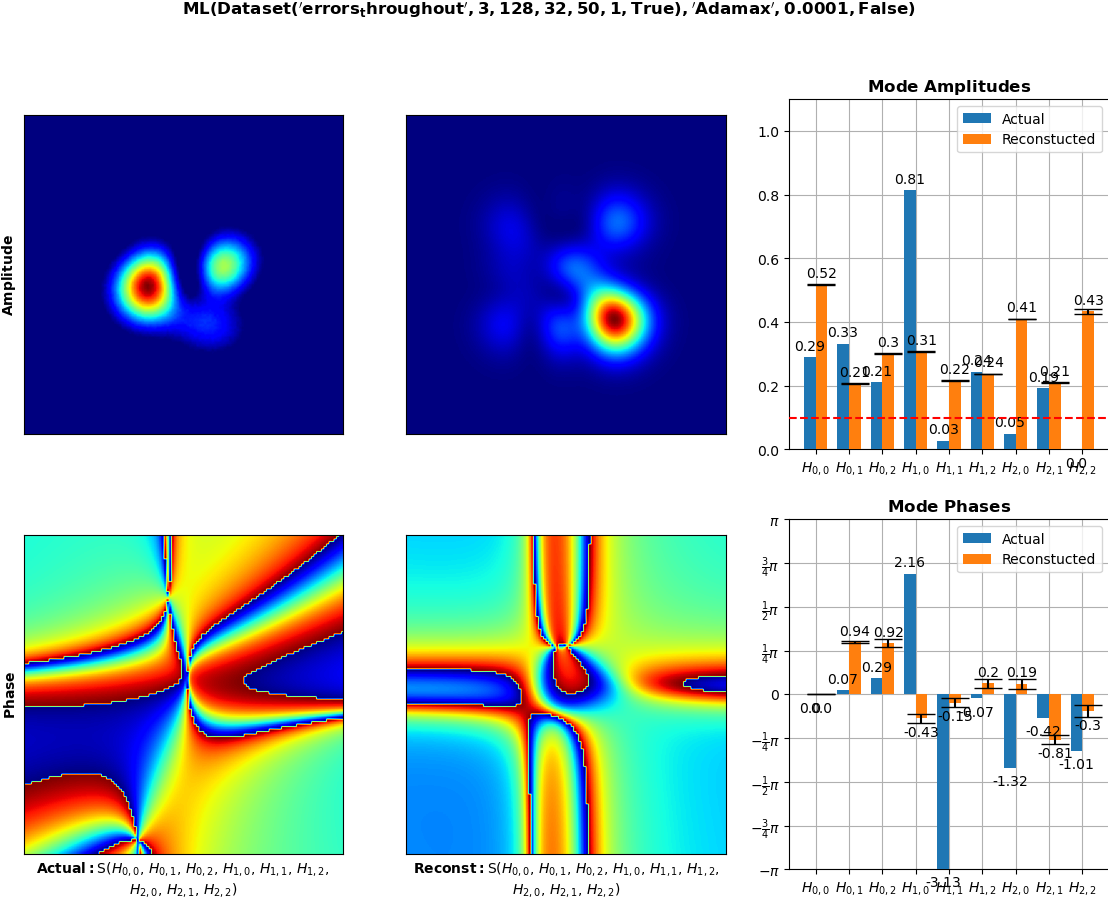 ML(Dataset('errors_throughout', 3, 128, 32, 50, 1, True), 'Adamax', 0.0001, False)
Amplitude
Mode Amplitudes
Actual
Reconstucted
1.0
0.8
0.6
0.4
0.2
0.0
0.29
0.52
0.33
0.21
0.21
0.3
0.81
0.31
0.03
0.22
0.24
0.24
0.05
0.41
0.19
0.21
0.0
0.43
H0,0 H0,1 H0,2 H1,0 H1,1 H1,2 H2,0 H2,1 H2,2
Phase
Actual: S(H0,0, H0,1, H0,2, H1,0, H1,1, H1,2,
H2,0, H2,1, H2,2)
Reconst: S(H0,0, H0,1, H0,2, H1,0, H1,1, H1,2,
H2,0, H2,1, H2,2)
Mode Phases
Actual
Reconstucted
π
3/4π
1/2π
1/4π
0
−1/4π
−1/2π
−3/4π
−π
0.0
0.0
0.07
0.94
0.29
0.92
2.16
-0.43
-3.13
-0.15
-0.07
0.2
-1.32
0.19
-0.42
-0.81
-1.01
-0.3
H0,0 H0,1 H0,2 H1,0 H1,1 H1,2 H2,0 H2,1 H2,2